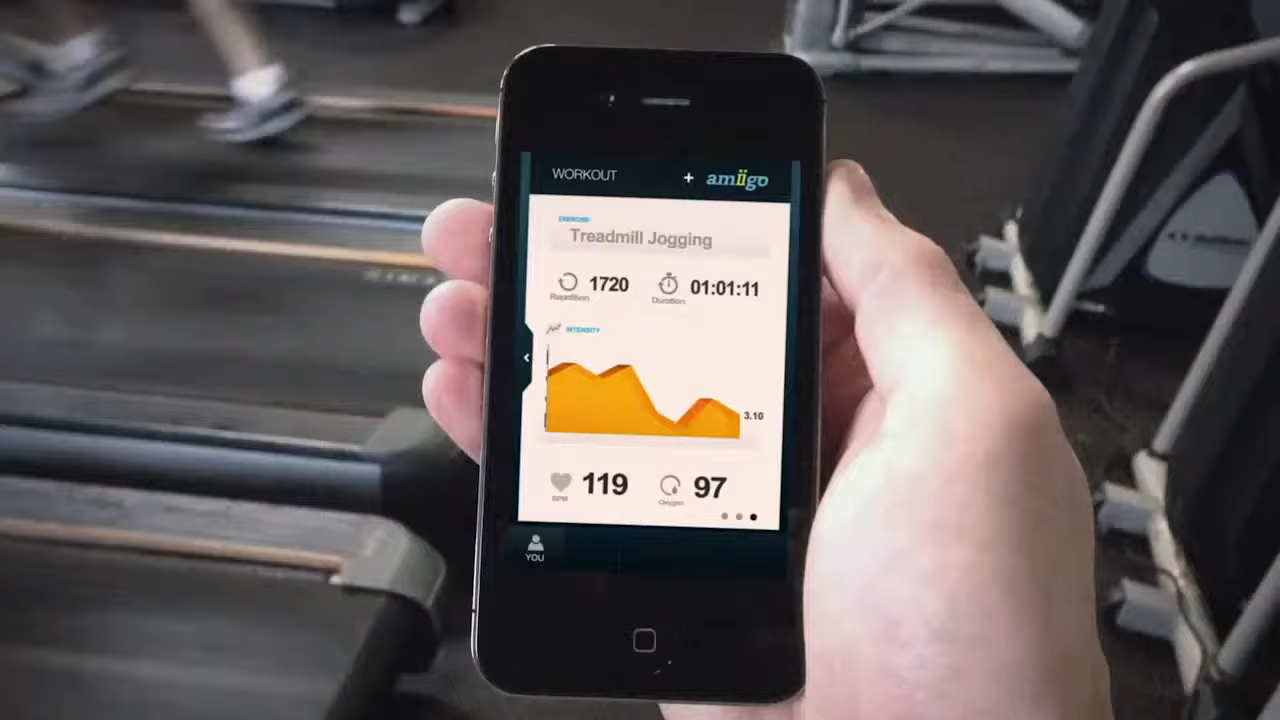 WORKOUT + amiigo
EXERCISE
Treadmill Jogging
1720 01:01:11
Repetition Duration
INTENSITY
3.10
119 97
BPM Oxygen
YOU